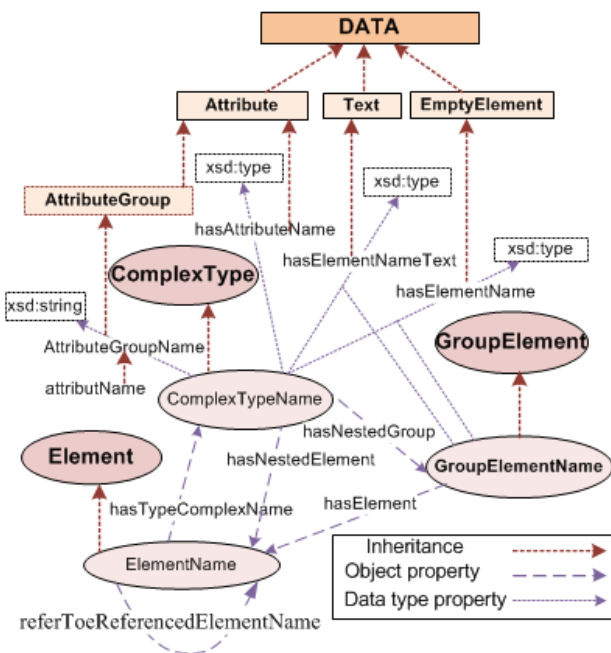 DATA
Attribute
Text
EmptyElement
xsd:type
xsd:type
AttributeGroup
hasAttributeName
xsd:type
hasElementNameText
ComplexType
hasElementName
xsd:string
AttributeGroupName
GroupElement
attributName
ComplexTypeName
hasNestedGroup
Element
hasNestedElement
GroupElementName
hasTypeComplexName
hasElement
ElementName
Inheritance
Object property
Data type property
referToeReferencedElementName